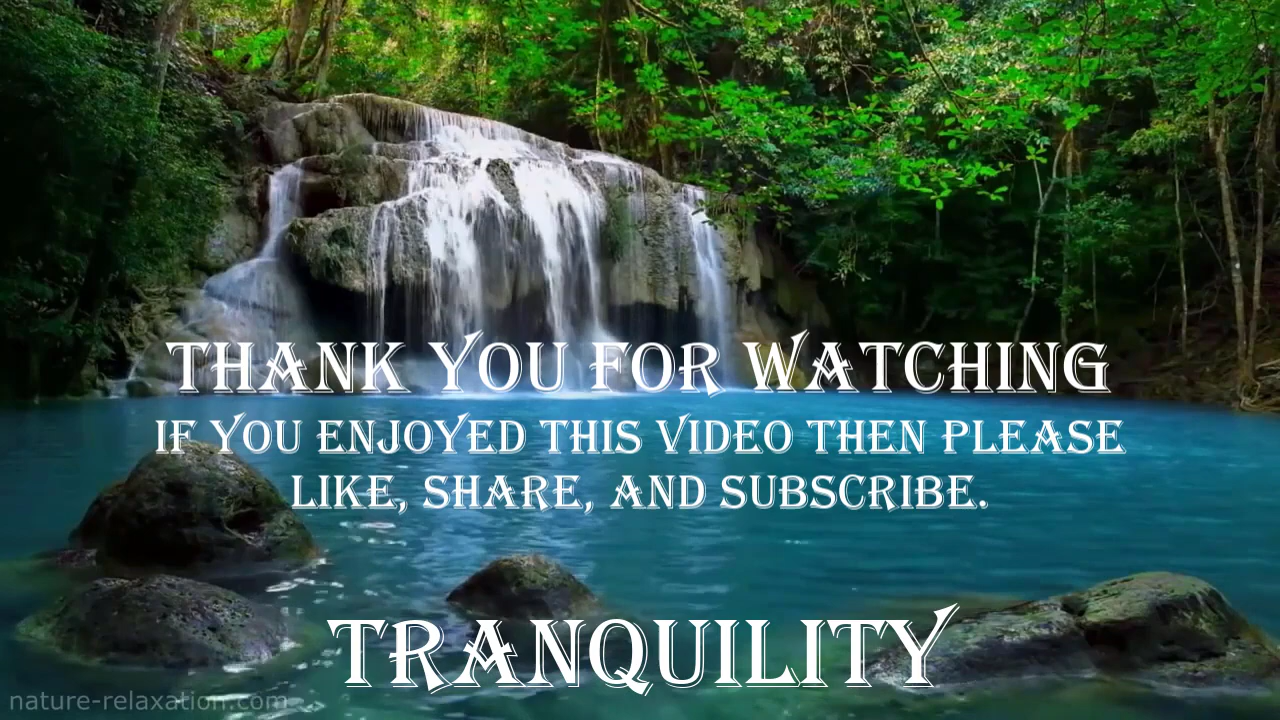 THANK YOU FOR WATCHING
IF YOU ENJOYED THIS VIDEO THEN PLEASE
LIKE, SHARE, AND SUBSCRIBE.
TRANQUILITY
nature-relaxation.com